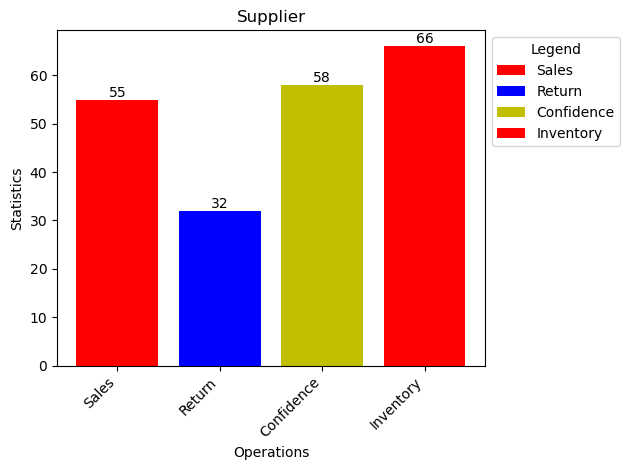 Supplier
Legend
Sales
Return
Confidence
Inventory
Statistics
60
50
40
30
20
10
0
55
32
58
66
Sales
Return
Confidence
Inventory
Operations